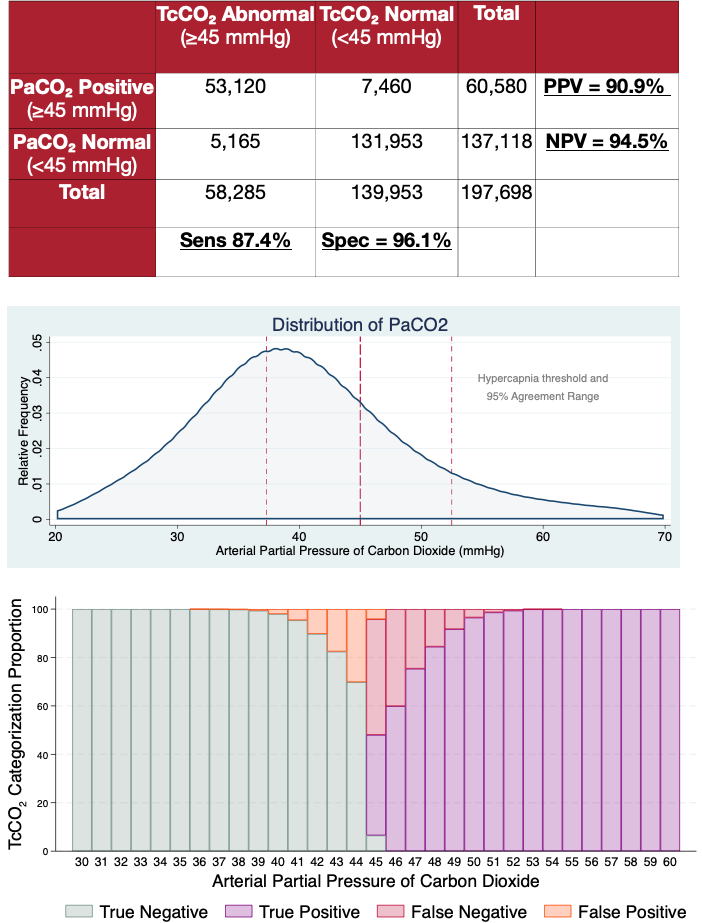 TcCO₂ Abnormal TcCO₂ Normal Total
(≥45 mmHg) (<45 mmHg)
PaCO₂ Positive 53,120 7,460 60,580 PPV = 90.9%
(≥45 mmHg)
PaCO₂ Normal 5,165 131,953 137,118 NPV = 94.5%
(<45 mmHg)
Total 58,285 139,953 197,698
Sens 87.4% Spec = 96.1%
Distribution of PaCO2
Relative Frequency
.05
.04
.03
.02
.01
0
Hypercapnia threshold and
95% Agreement Range
20 30 40 50 60 70
Arterial Partial Pressure of Carbon Dioxide (mmHg)
TcCO₂ Categorization Proportion
100
80
60
40
20
0
30 31 32 33 34 35 36 37 38 39 40 41 42 43 44 45 46 47 48 49 50 51 52 53 54 55 56 57 58 59 60
Arterial Partial Pressure of Carbon Dioxide
True Negative True Positive False Negative False Positive